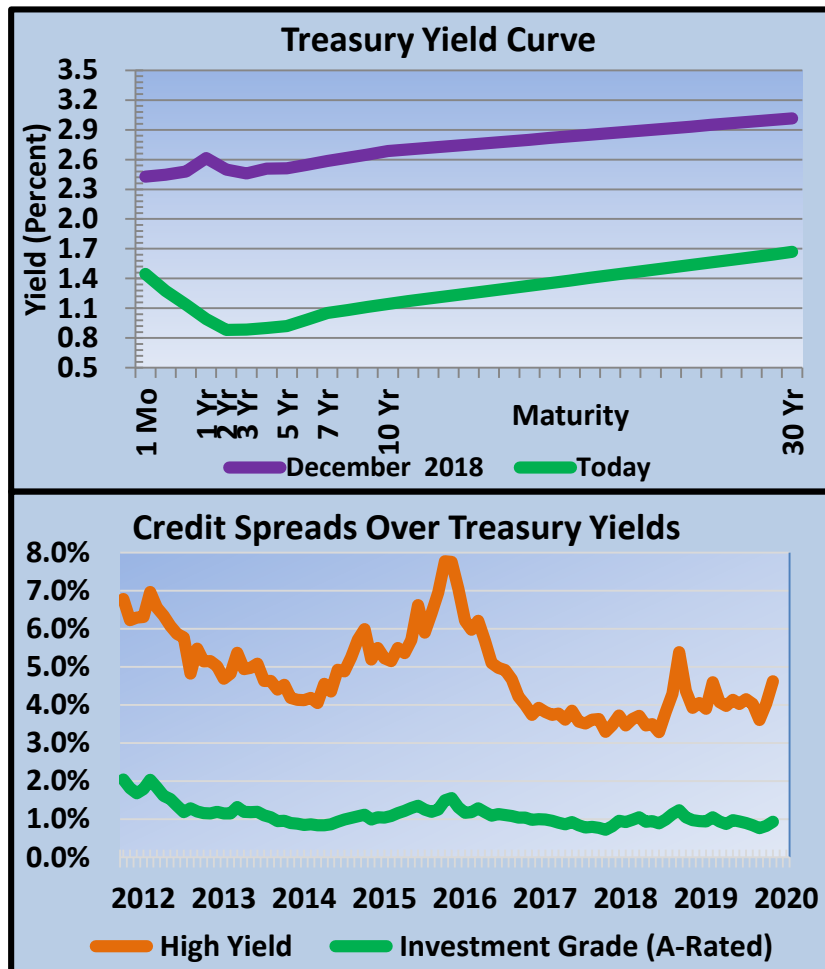 Treasury Yield Curve
Yield (Percent)
3.5
3.2
2.9
2.6
2.3
2.0
1.7
1.4
1.1
0.8
0.5
1 Mo
1 Yr
2 Yr
3 Yr
5 Yr
7 Yr
10 Yr
30 Yr
Maturity
December 2018 Today
Credit Spreads Over Treasury Yields
8.0%
7.0%
6.0%
5.0%
4.0%
3.0%
2.0%
1.0%
0.0%
2012 2013 2014 2015 2016 2017 2018 2019 2020
High Yield Investment Grade (A-Rated)